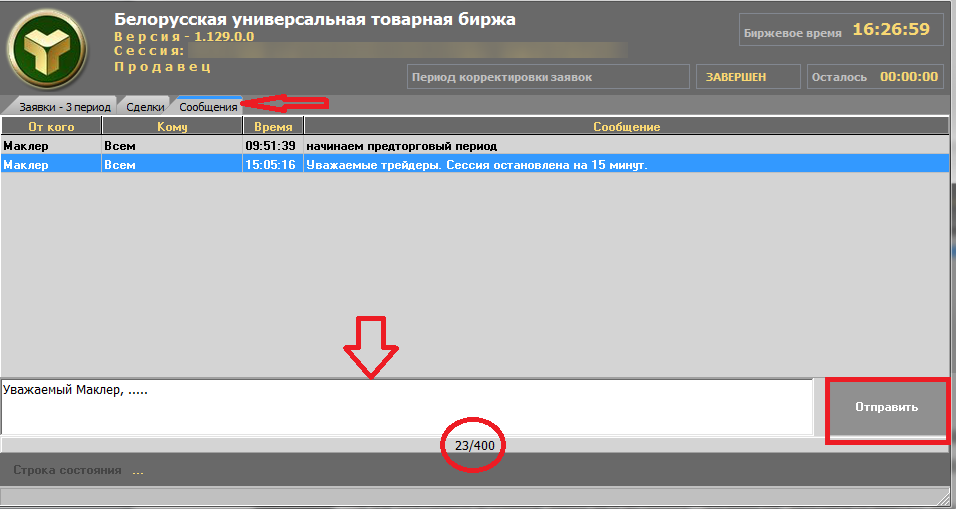 Белорусская универсальная товарная биржа
Версия - 1.129.0.0
Биржевое время 16:26:59
Сессия:
Продавец
Период корректировки заявок ЗАВЕРШЕН Осталось 00:00:00
Заявки - 3 период Сделки Сообщения
От кого Кому Время Сообщение
Маклер Всем 09:51:39 начинаем предторговый период
Маклер Всем 15:05:16 Уважаемые трейдеры. Сессия остановлена на 15 минут.
Уважаемый Маклер, .....
Отправить
23/400
Строка состояния ...